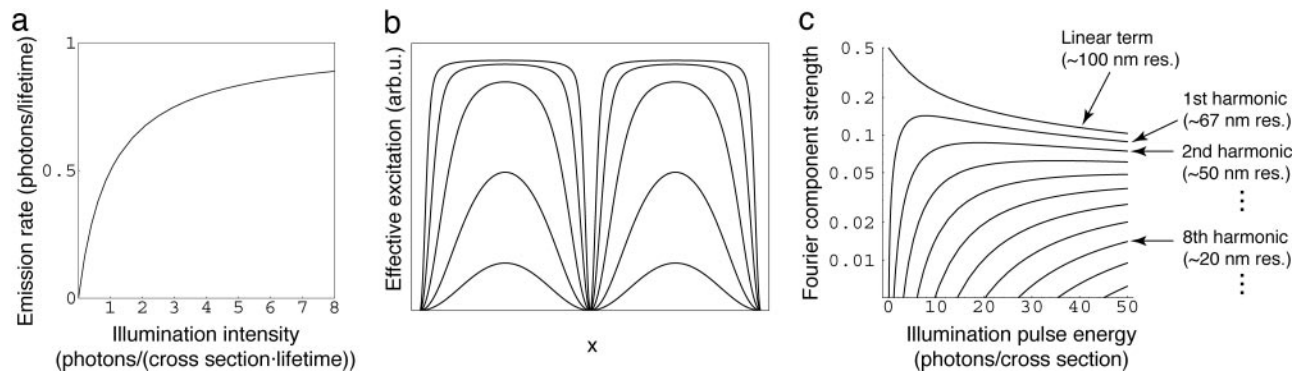 a
Emission rate (photons/lifetime)
1
0.5
0
1 2 3 4 5 6 7 8
Illumination intensity
(photons/(cross section·lifetime))
b
Effective excitation (arb.u.)
x
c
Fourier component strength
0.5
0.2
0.1
0.05
0.02
0.01
0 10 20 30 40 50
Illumination pulse energy
(photons/cross section)
Linear term
(~100 nm res.)
1st harmonic
(~67 nm res.)
2nd harmonic
(~50 nm res.)
⋮
8th harmonic
(~20 nm res.)
⋮